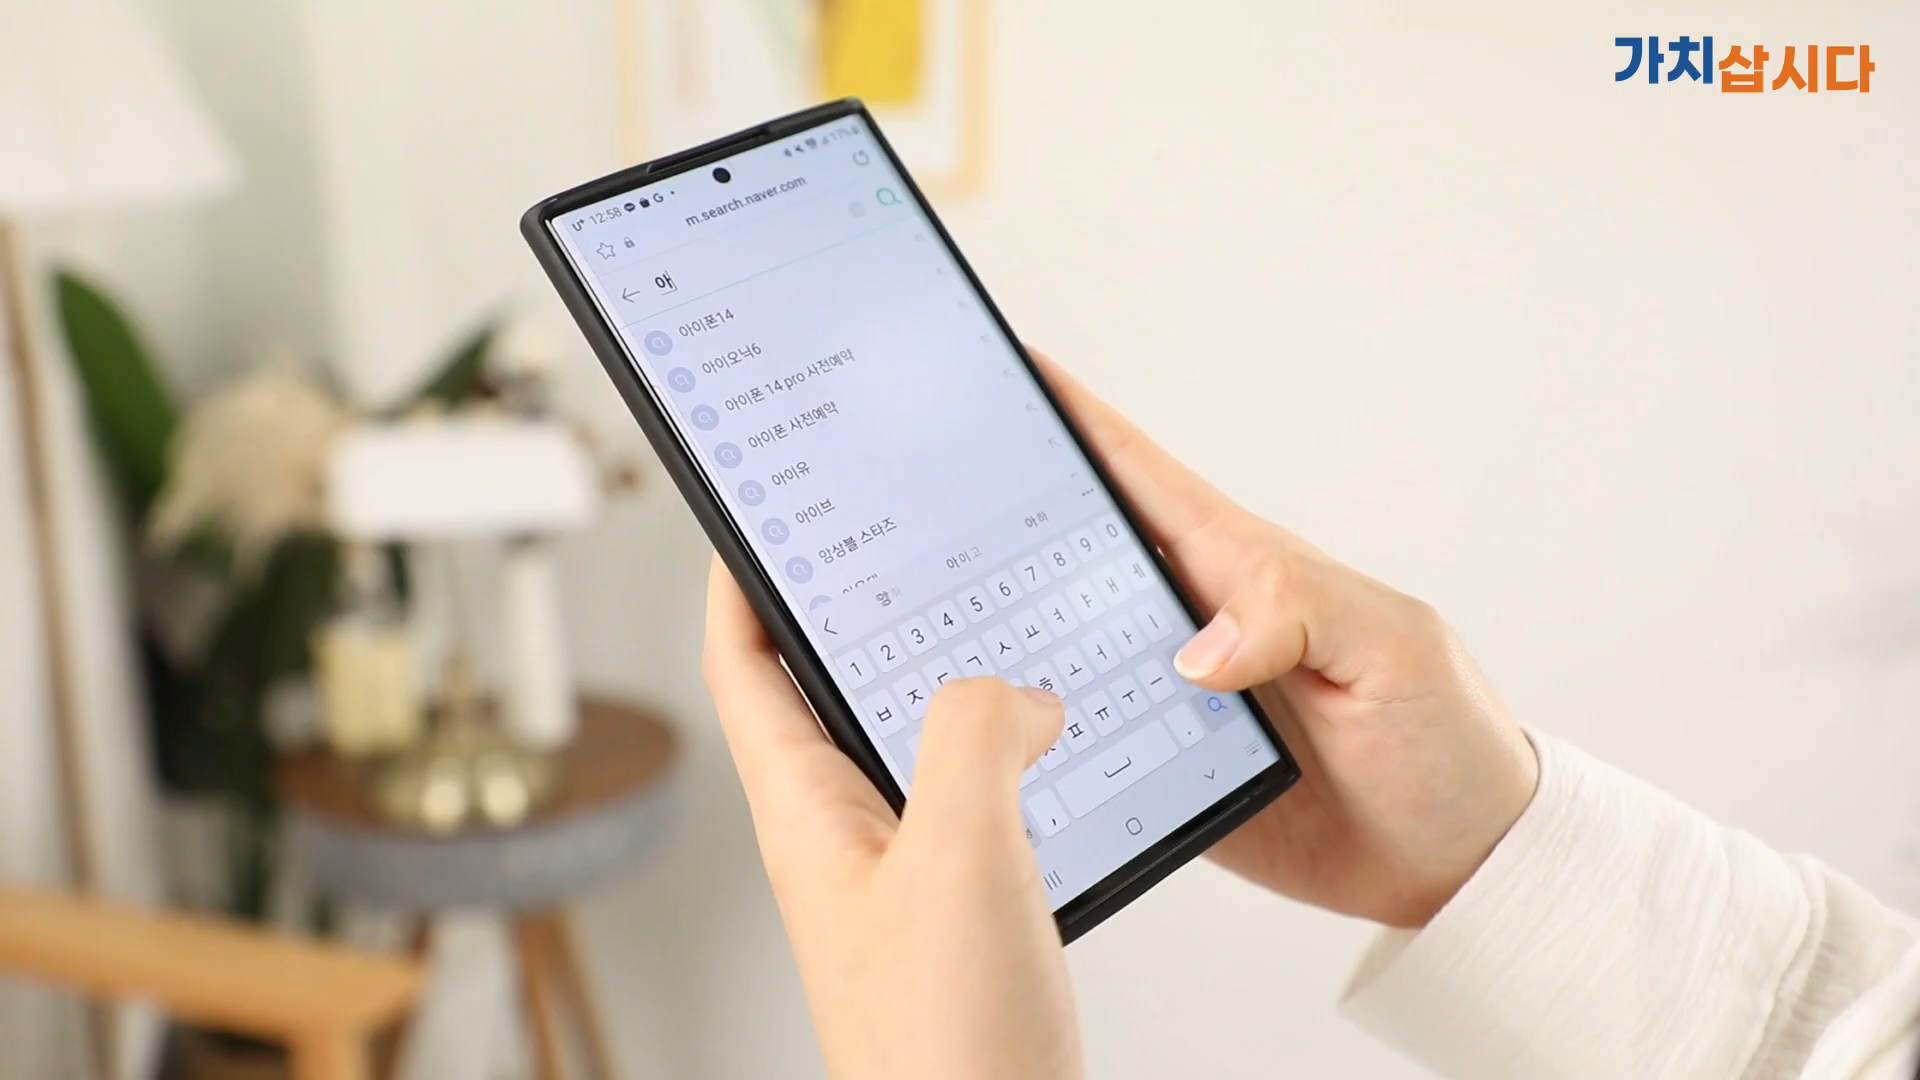 가치삽시다
U+ 12:58 G 17%
m.search.naver.com
아
아이폰14
아이오닉6
아이폰 14 pro 사전예약
아이폰 사전예약
아이유
아이브
앙상블 스타즈
아이고
아하
1 2 3 4 5 6 7 8 9 0
ㅂ ㅈ ㄷ ㄱ ㅅ ㅛ ㅕ ㅑ ㅐ ㅔ
ㅎ ㅗ ㅓ ㅏ ㅣ
ㅍ ㅠ ㅜ ㅡ
, .